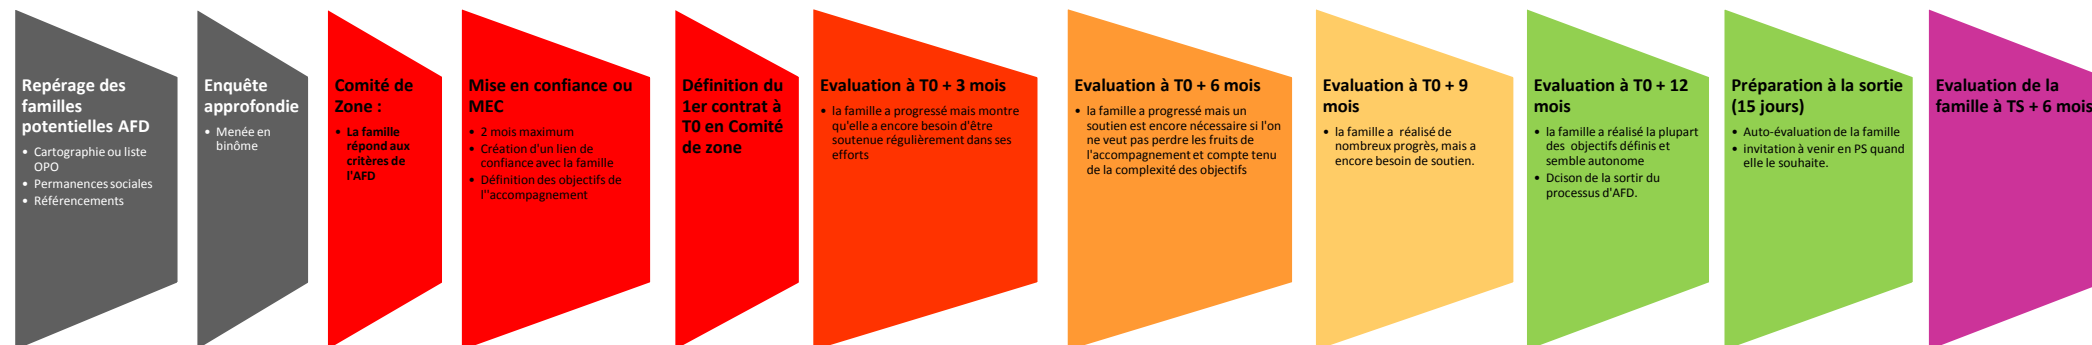 Repérage des
familles
potentielles AFD
• Cartographie ou liste
OPO
• Permanences sociales
• Référencements
Enquête
approfondie
• Menée en
binôme
Comité de
Zone :
• La famille
répond aux
critères de
l'AFD
Mise en confiance ou
MEC
• 2 mois maximum
• Création d'un lien de
confiance avec la famille
• Définition des objectifs de
l''accompagnement
Définition du
1er contrat à
T0 en Comité
de zone
Evaluation à T0 + 3 mois
• la famille a progressé mais montre
qu'elle a encore besoin d'être
soutenue régulièrement dans ses
efforts
Evaluation à T0 + 6 mois
• la famille a progressé mais un
soutien est encore nécessaire si l'on
ne veut pas perdre les fruits de
l'accompagnement et compte tenu
de la complexité des objectifs
Evaluation à T0 + 9
mois
• la famille a réalisé de
nombreux progrès, mais a
encore besoin de soutien.
Evaluation à T0 + 12
mois
• la famille a réalisé la plupart
des objectifs définis et
semble autonome
• Dcison de la sortir du
processus d'AFD.
Préparation à la sortie
(15 jours)
• Auto-évaluation de la famille
• invitation à venir en PS quand
elle le souhaite.
Evaluation de la
famille à TS + 6 mois